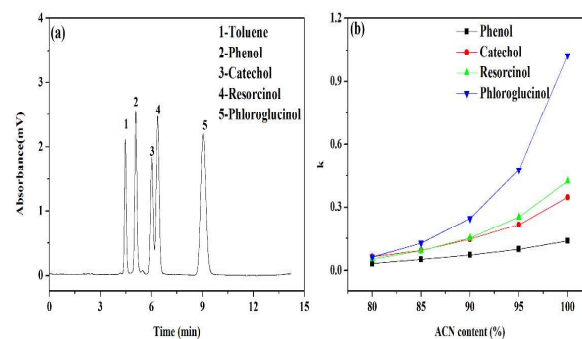 (a)
1-Toluene
2-Phenol
3-Catechol
4-Resorcinol
5-Phloroglucinol
1
2
3
4
5
Absorbance(mV)
4
3
2
1
0
0 3 6 9 12 15
Time (min)
(b)
Phenol
Catechol
Resorcinol
Phloroglucinol
k
1.2
0.9
0.6
0.3
0.0
80 85 90 95 100
ACN content (%)